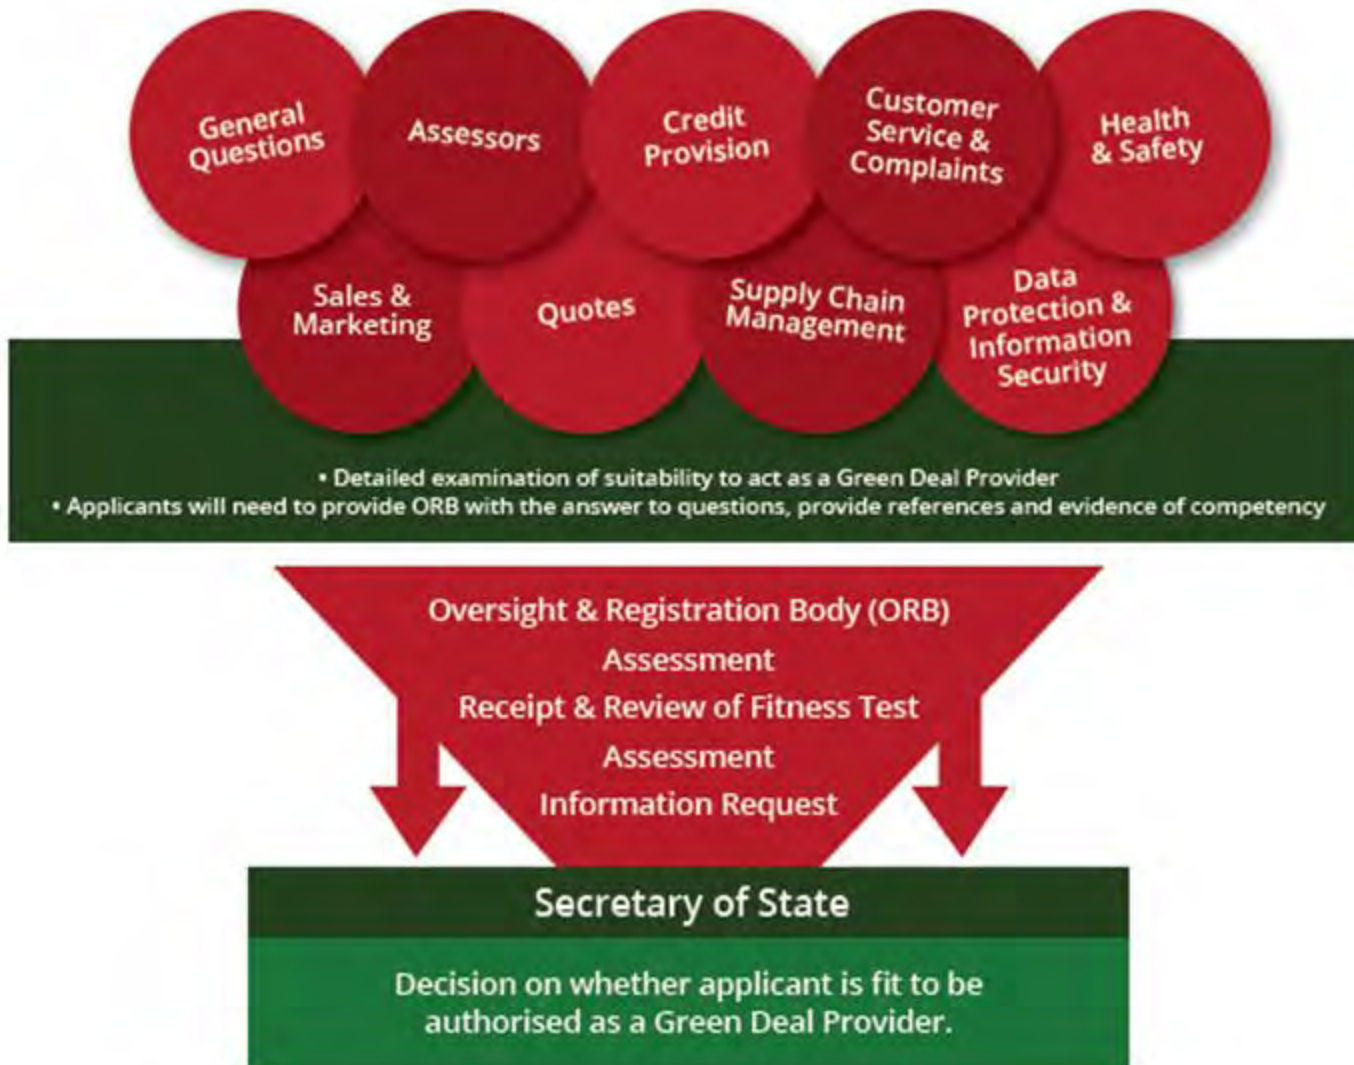 General
Questions
Assessors
Credit
Provision
Customer
Service &
Complaints
Health
& Safety
Sales &
Marketing
Quotes
Supply Chain
Management
Data
Protection &
Information
Security
• Detailed examination of suitability to act as a Green Deal Provider
• Applicants will need to provide ORB with the answer to questions, provide references and evidence of competency
Oversight & Registration Body (ORB)
Assessment
Receipt & Review of Fitness Test
Assessment
Information Request
Secretary of State
Decision on whether applicant is fit to be
authorised as a Green Deal Provider.